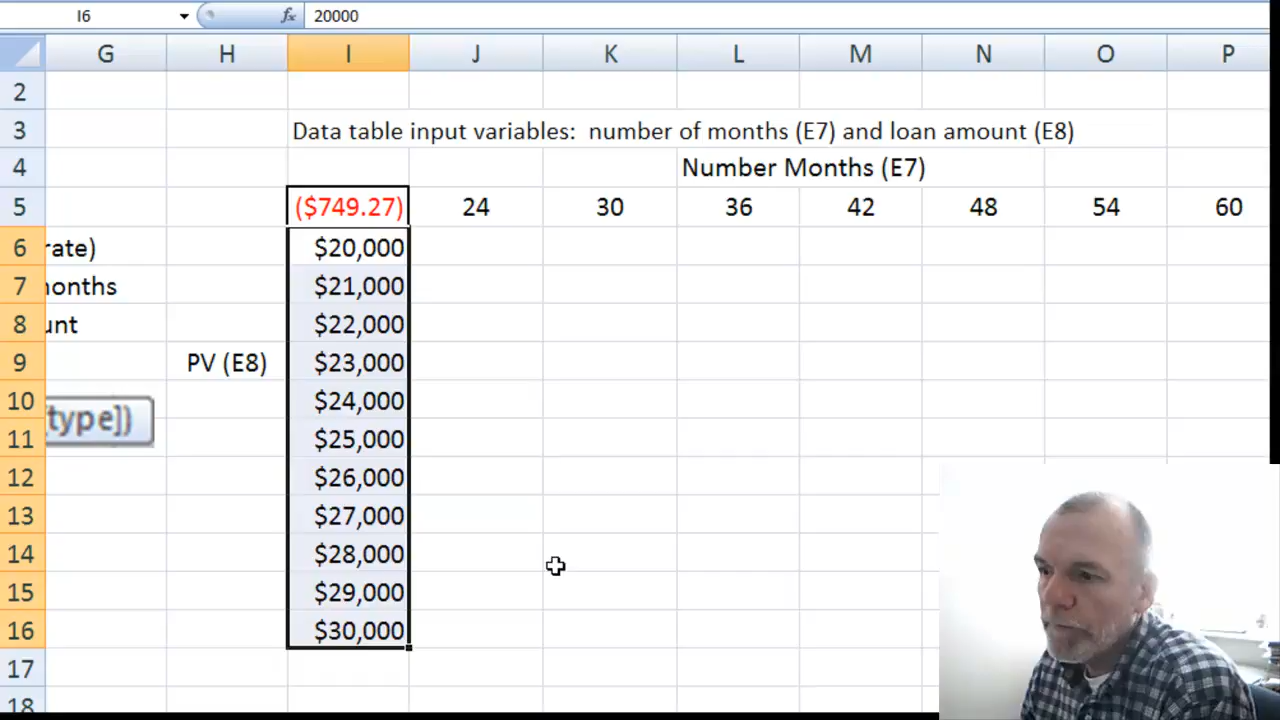 I6 fx 20000
G H I J K L M N O P
2
3 Data table input variables: number of months (E7) and loan amount (E8)
4 Number Months (E7)
5 ($749.27) 24 30 36 42 48 54 60
6 rate) $20,000
7 months $21,000
8 unt $22,000
9 PV (E8) $23,000
10 $24,000
[type])
11 $25,000
12 $26,000
13 $27,000
14 $28,000
15 $29,000
16 $30,000
17
18